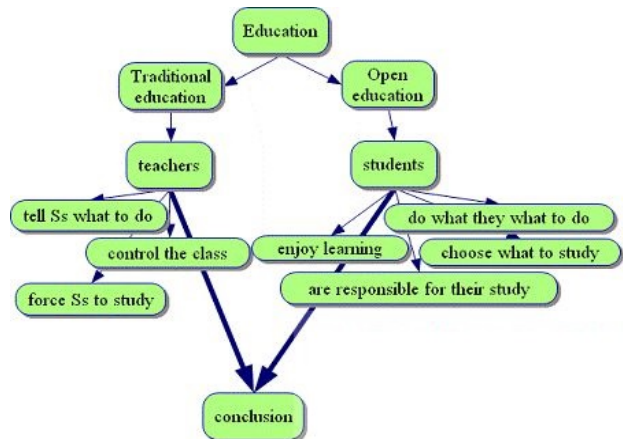 Education
Traditional
education
Open
education
teachers
students
tell Ss what to do
do what they what to do
control the class
enjoy learning
choose what to study
force Ss to study
are responsible for their study
conclusion